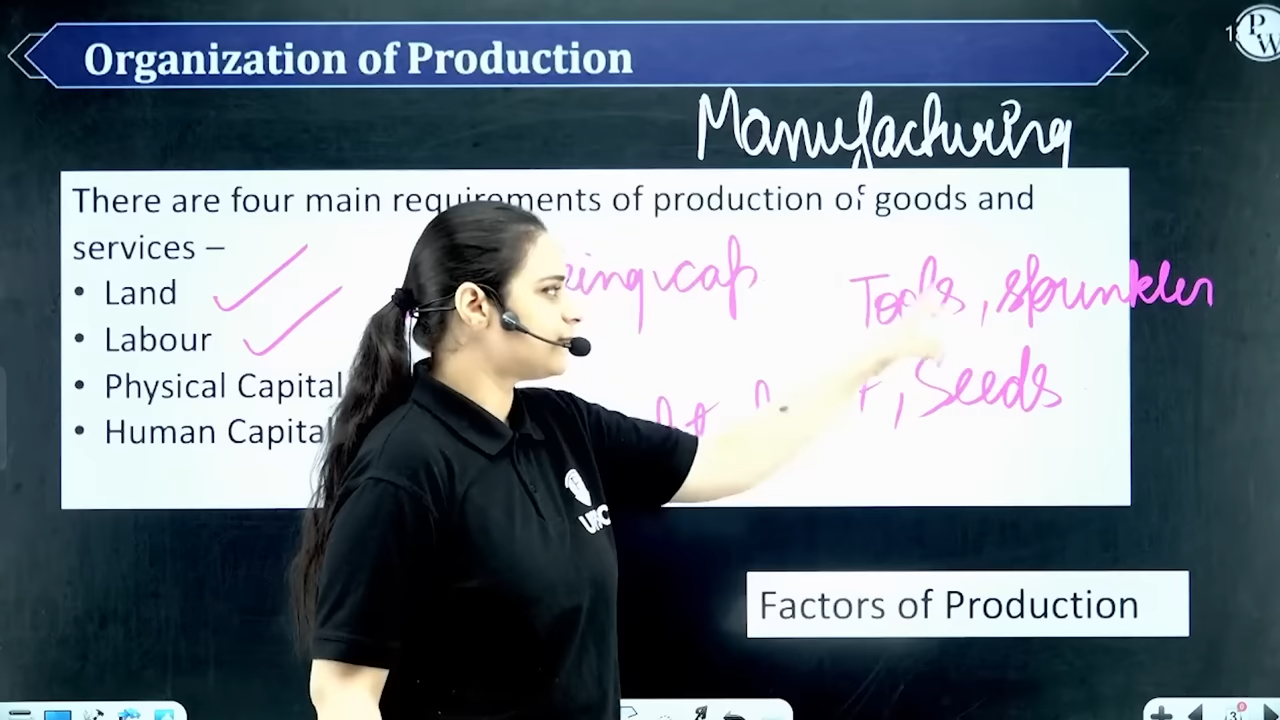 Organization of Production
P
W
Manufacturing
There are four main requirements of production of goods and
services –
• Land
• Labour
• Physical Capital
• Human Capital
Tools, sprinkler
, Seeds
Factors of Production